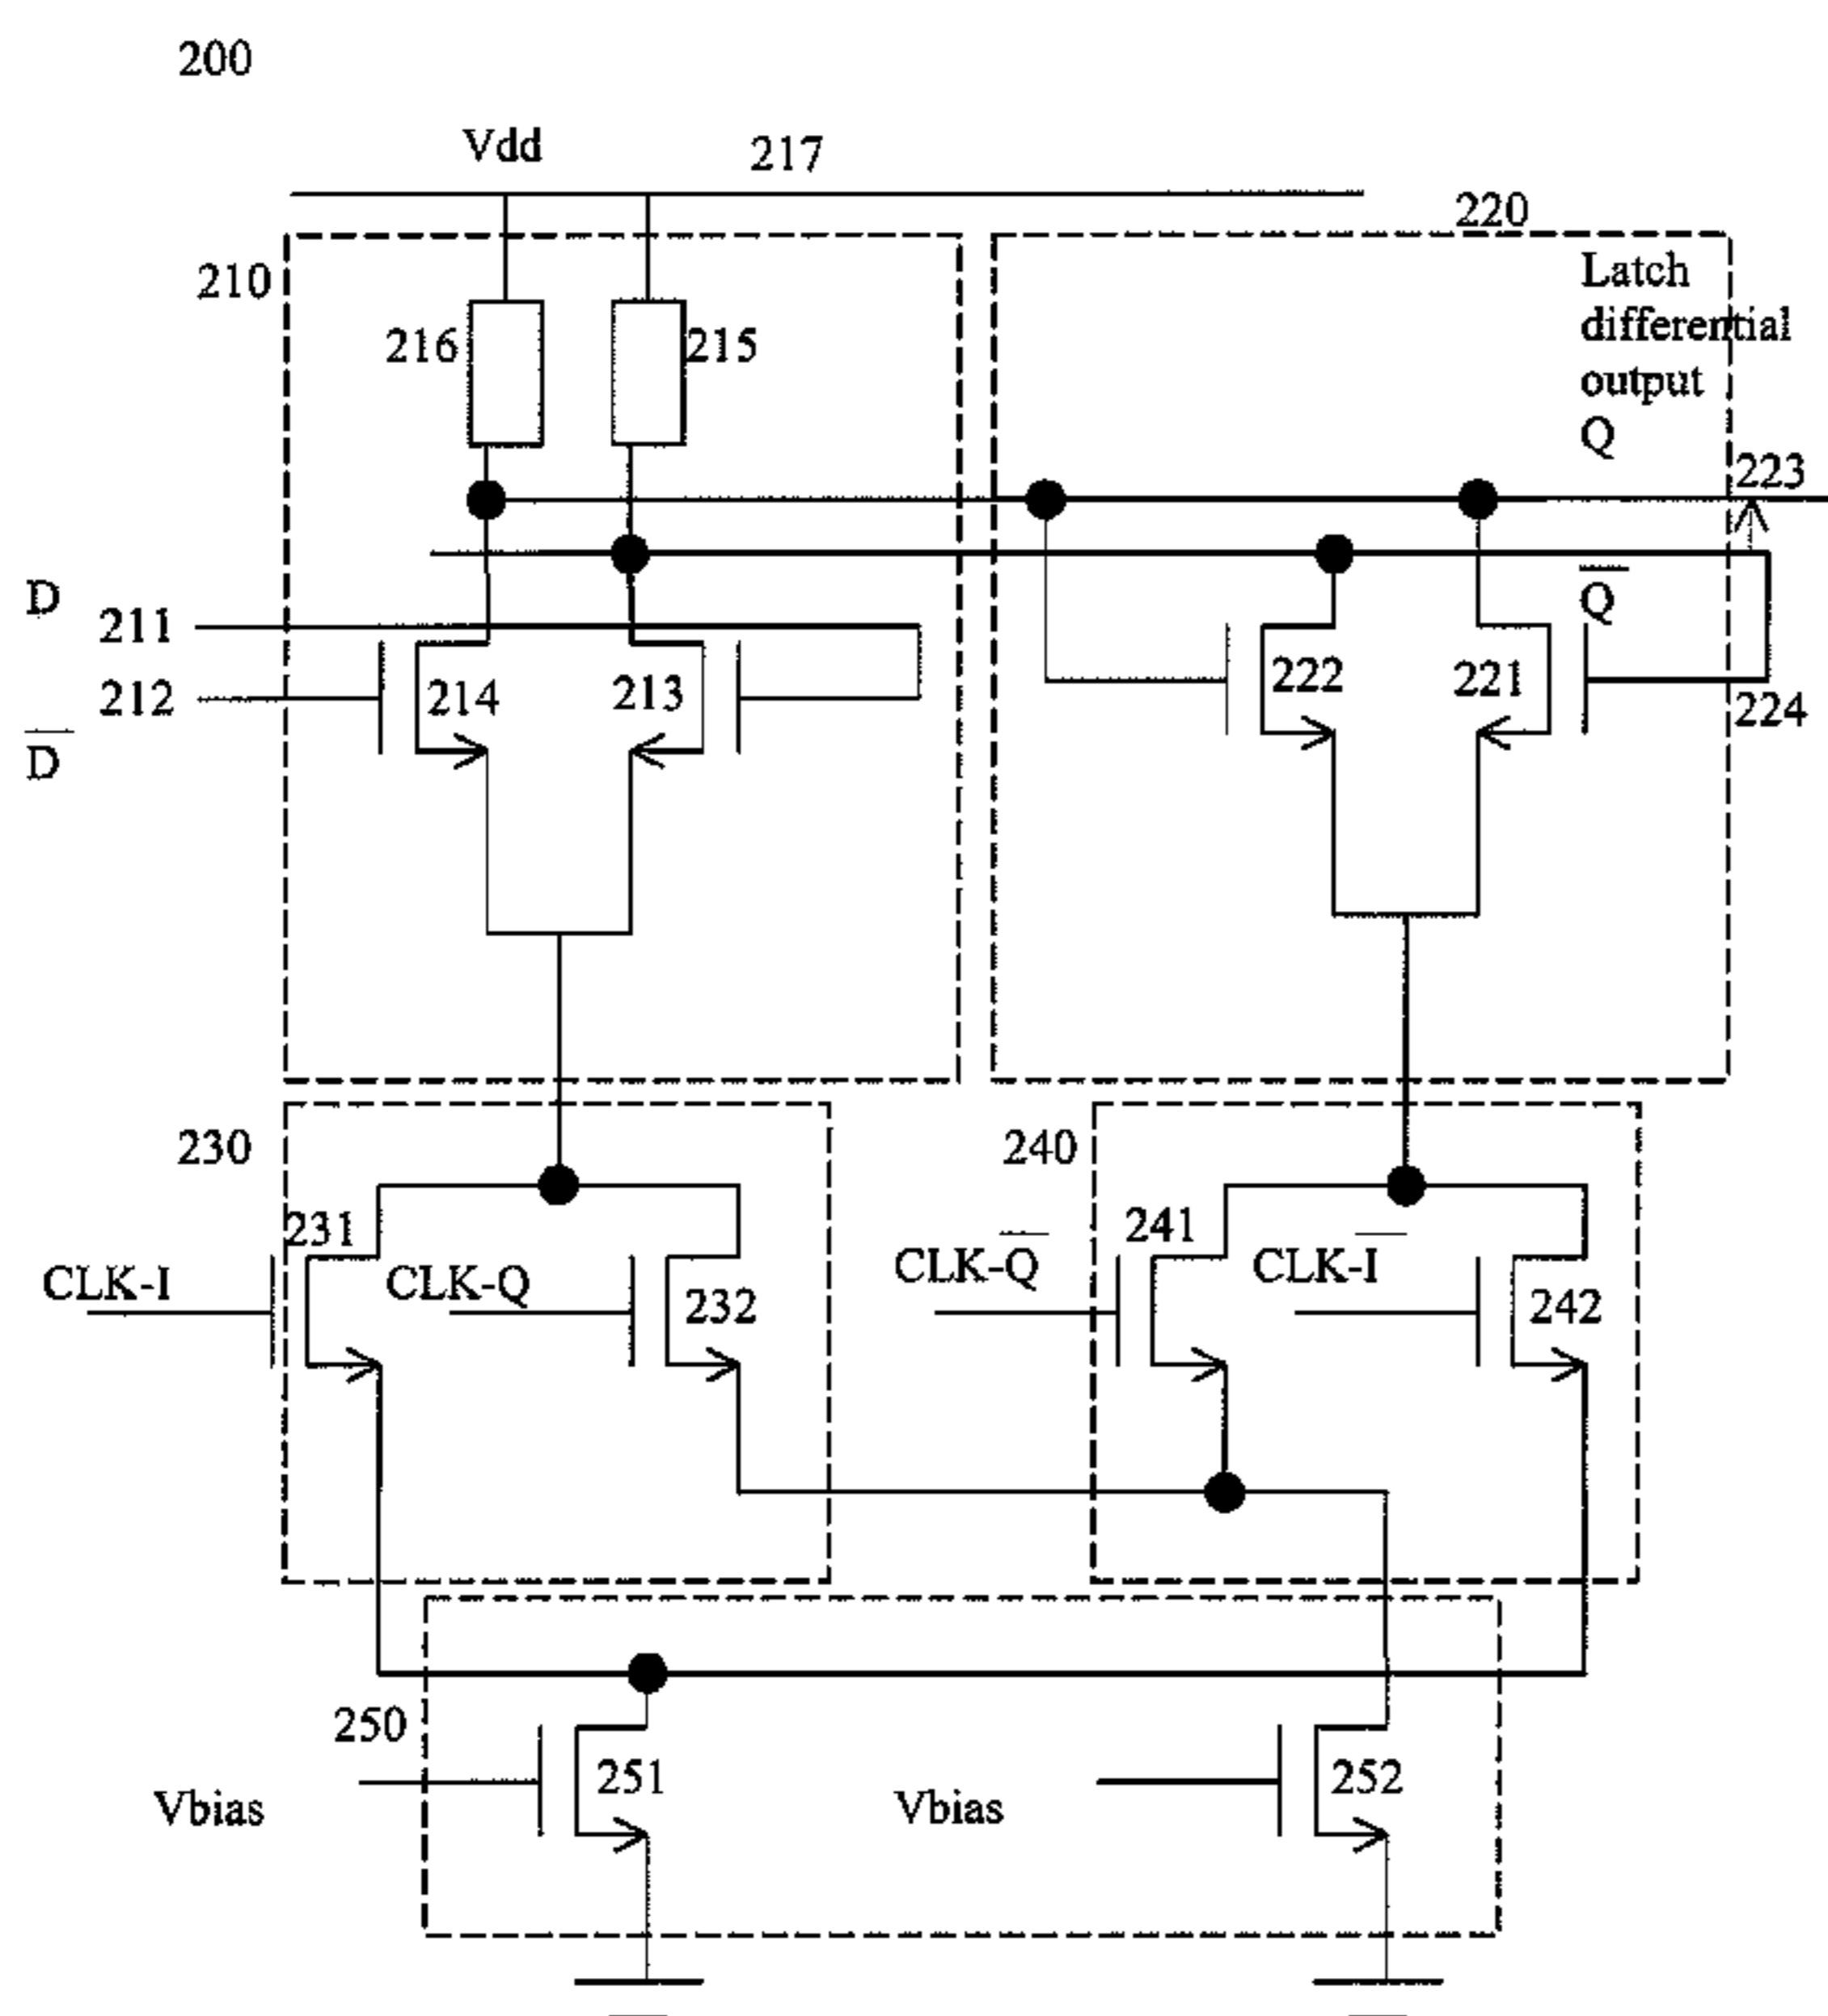 200
Vdd
217
220
210
Latch
differential
output
Q
216
215
223
D
211
Q̅
212
214
213
222
221
224
D̅
230
240
231
241
CLK-I
CLK-Q
CLK-Q̅
CLK-I̅
232
242
250
251
252
Vbias
Vbias